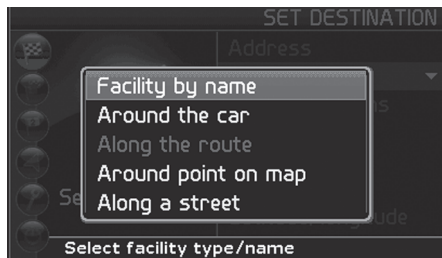 SET DESTINATION
Address
Facility by name
Around the car
Along the route
Around point on map
Along a street
Select facility type/name